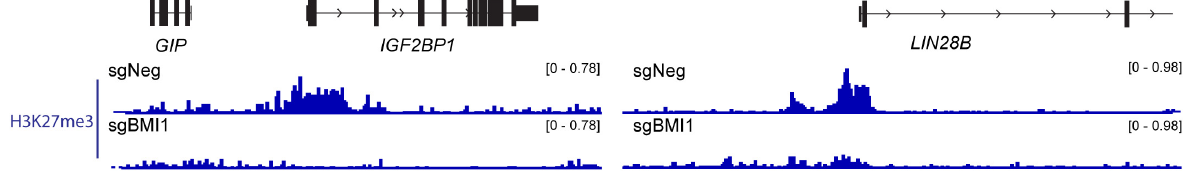 GIP IGF2BP1 LIN28B
sgNeg [0 - 0.78] sgNeg [0 - 0.98]
H3K27me3
sgBMI1 [0 - 0.78] sgBMI1 [0 - 0.98]